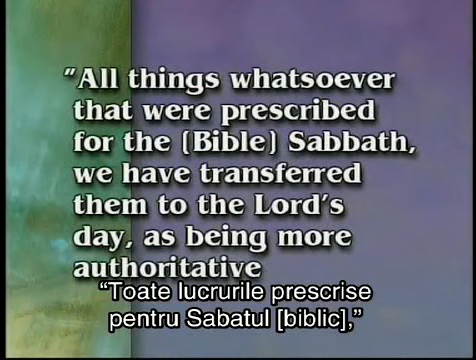 "All things whatsoever
that were prescribed
for the (Bible) Sabbath,
we have transferred
them to the Lord's
day, as being more
authoritative
“Toate lucrurile prescrise
pentru Sabatul [biblic],”